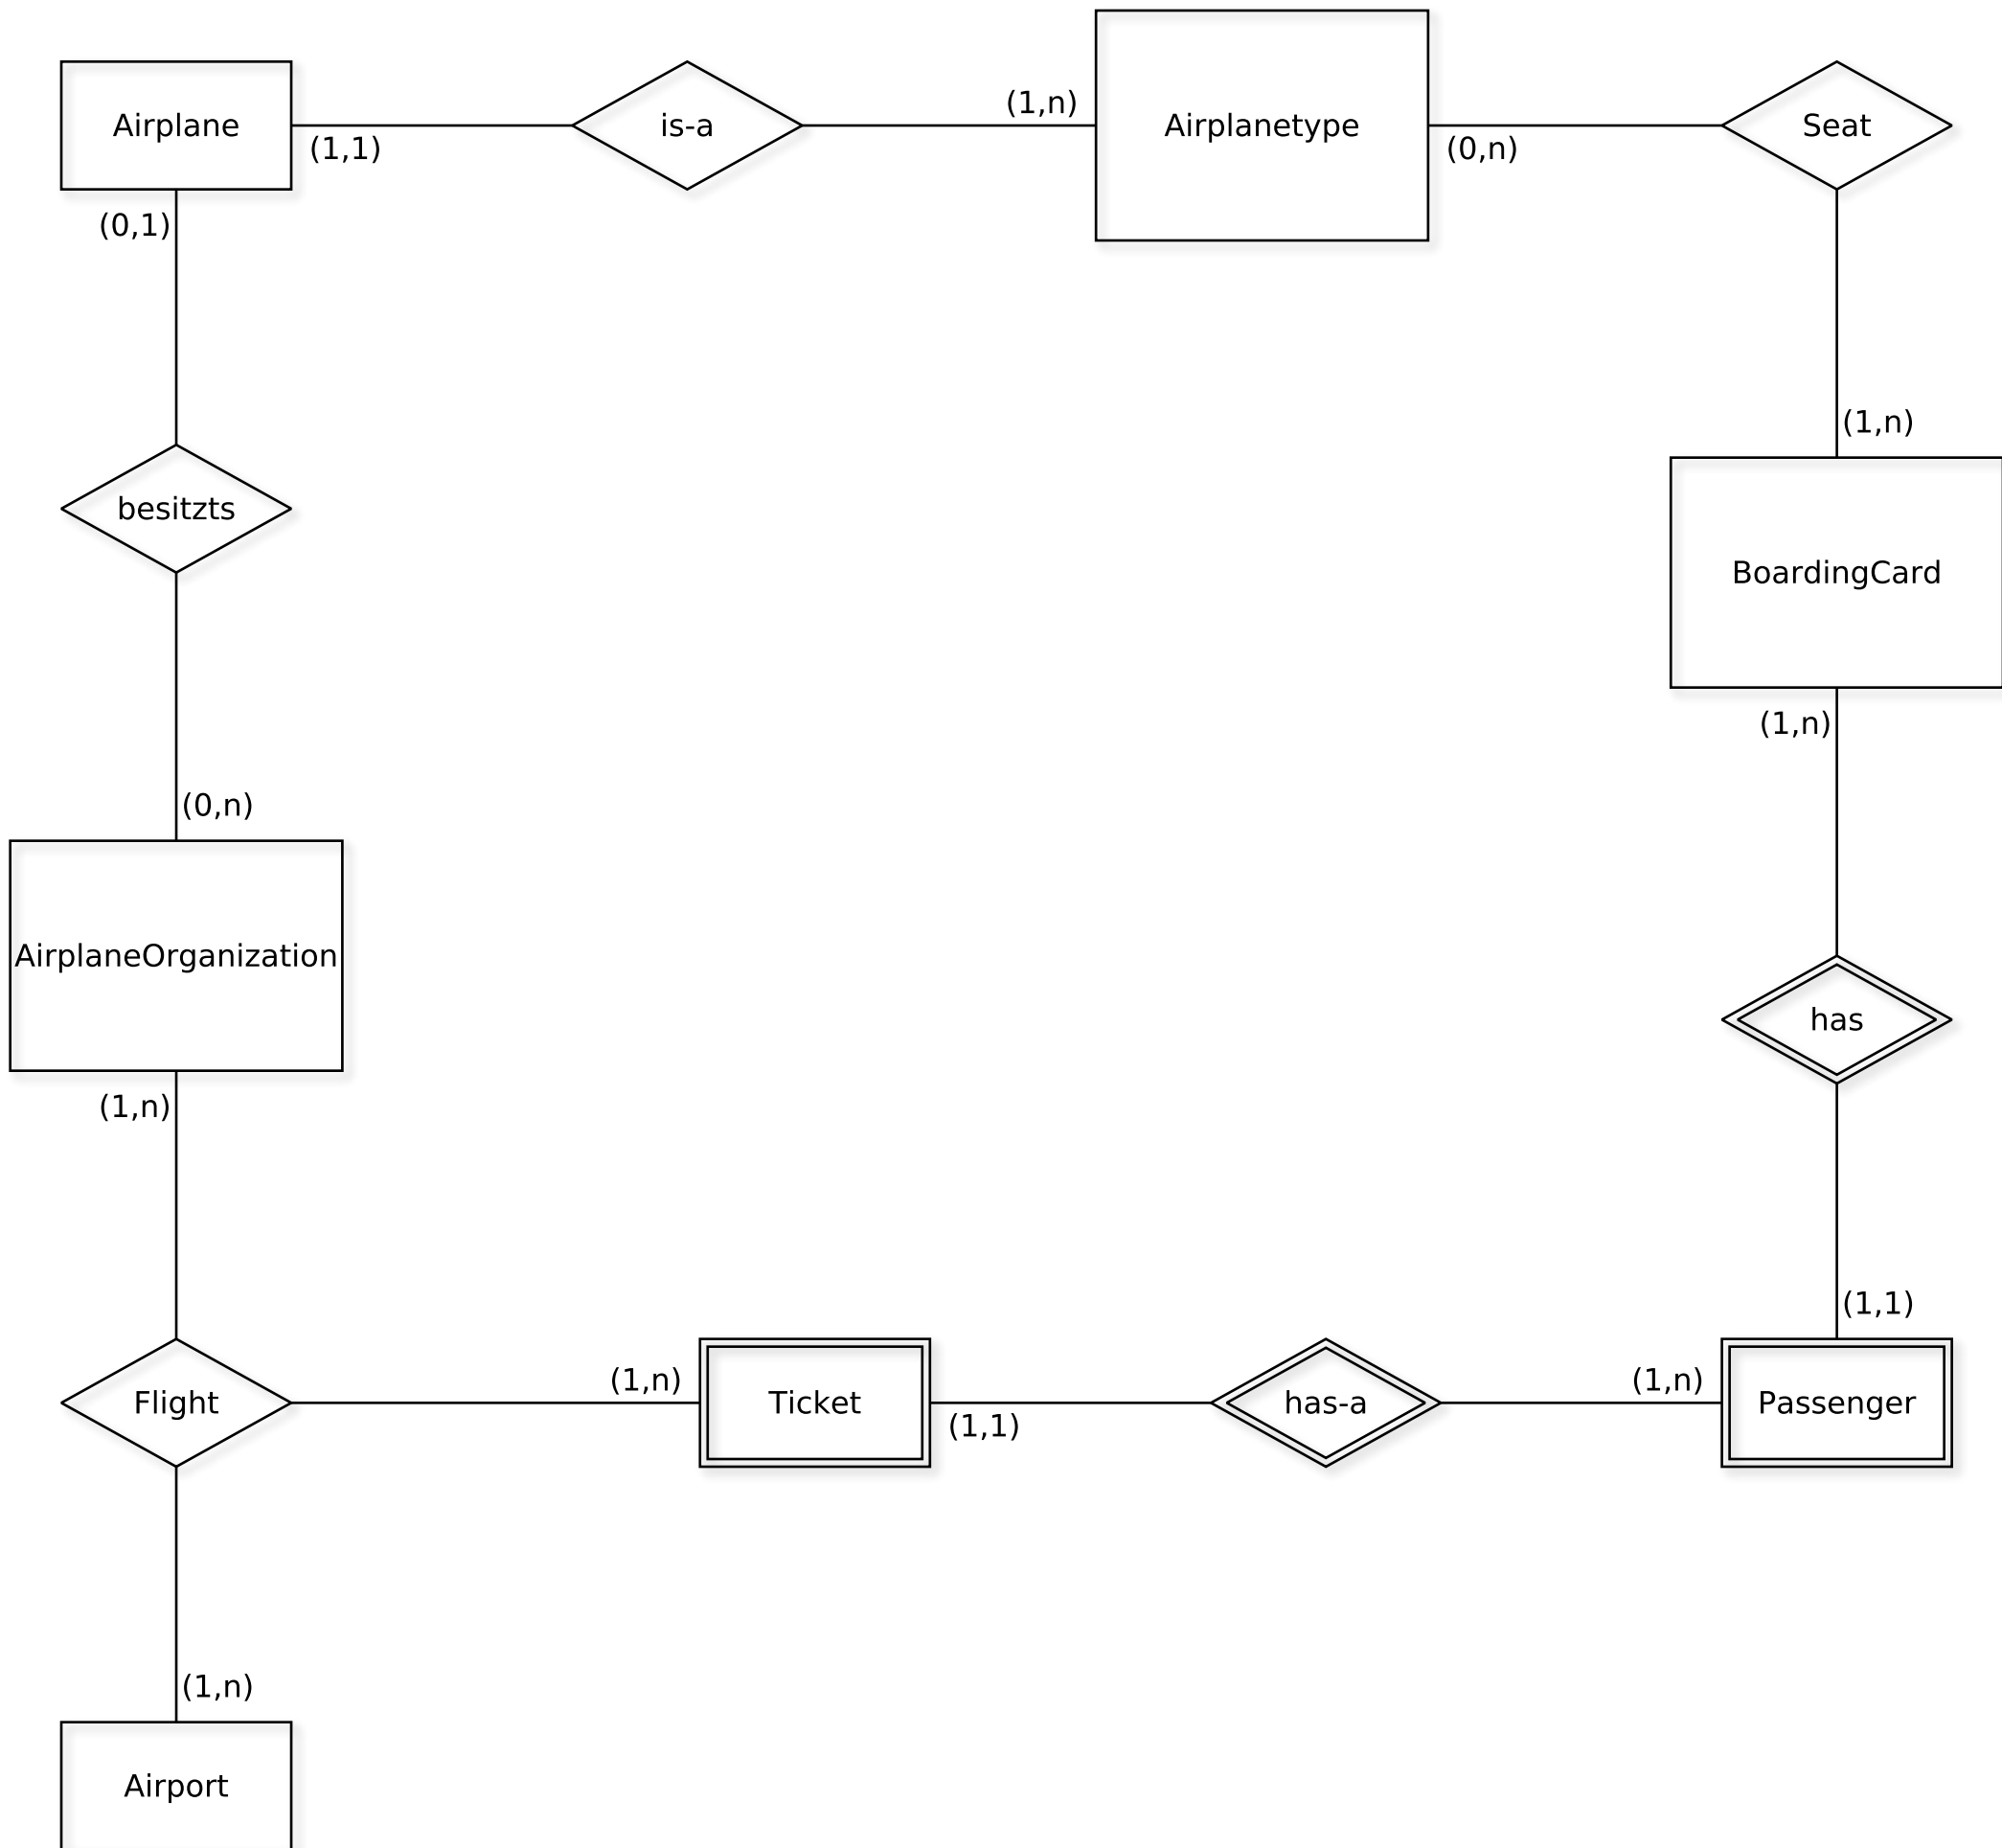 Airplane
(1,1)
is-a
(1,n)
Airplanetype
(0,n)
Seat
(0,1)
(1,n)
besitzts
BoardingCard
(1,n)
(0,n)
AirplaneOrganization
has
(1,n)
(1,1)
Flight
(1,n)
Ticket
(1,1)
has-a
(1,n)
Passenger
(1,n)
Airport